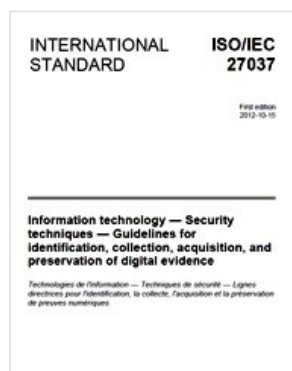 INTERNATIONAL ISO/IEC
STANDARD 27037
First edition
2012-10-15
Information technology — Security
techniques — Guidelines for
identification, collection, acquisition, and
preservation of digital evidence
Technologies de l'information — Techniques de sécurité — Lignes
directrices pour l'identification, la collecte, l'acquisition et la préservation
de preuves numériques